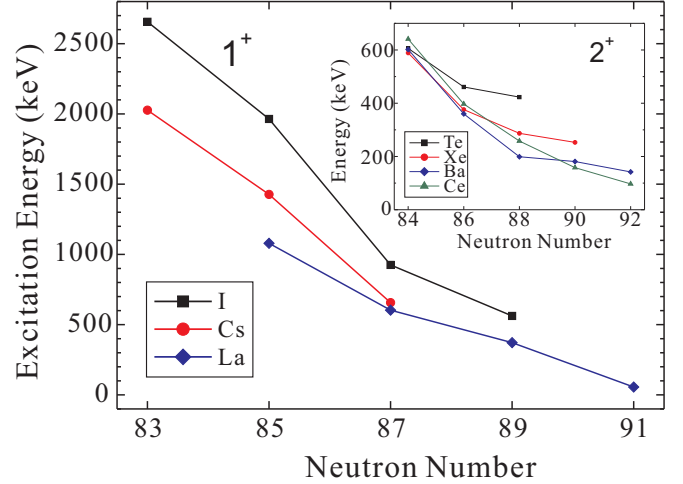 Excitation Energy (keV)
2500
2000
1500
1000
500
0
1+
I
Cs
La
83 85 87 89 91
Neutron Number
Energy (keV)
600
400
200
0
2+
Te
Xe
Ba
Ce
84 86 88 90 92
Neutron Number